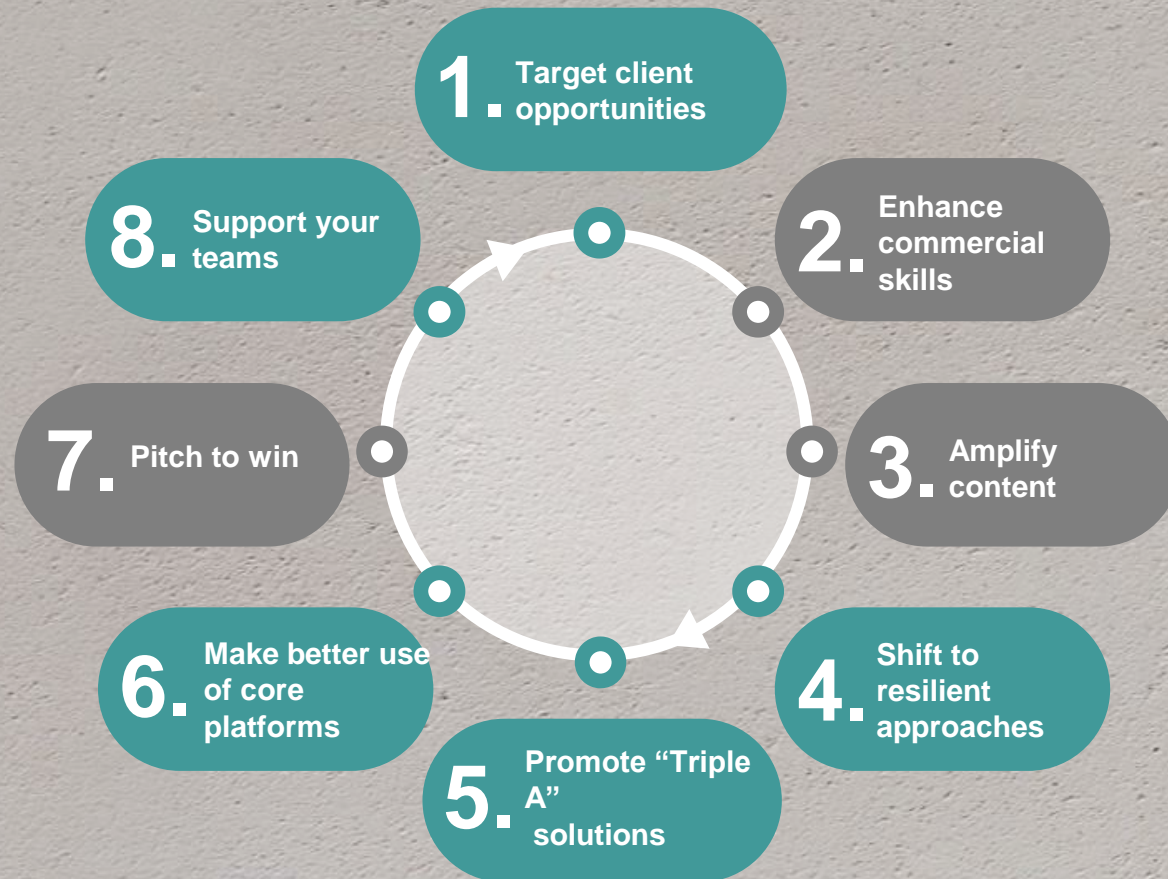 1. Target client
opportunities
2. Enhance
commercial
skills
3. Amplify
content
4. Shift to
resilient
approaches
5. Promote “Triple
A”
solutions
6. Make better use
of core
platforms
7. Pitch to win
8. Support your
teams